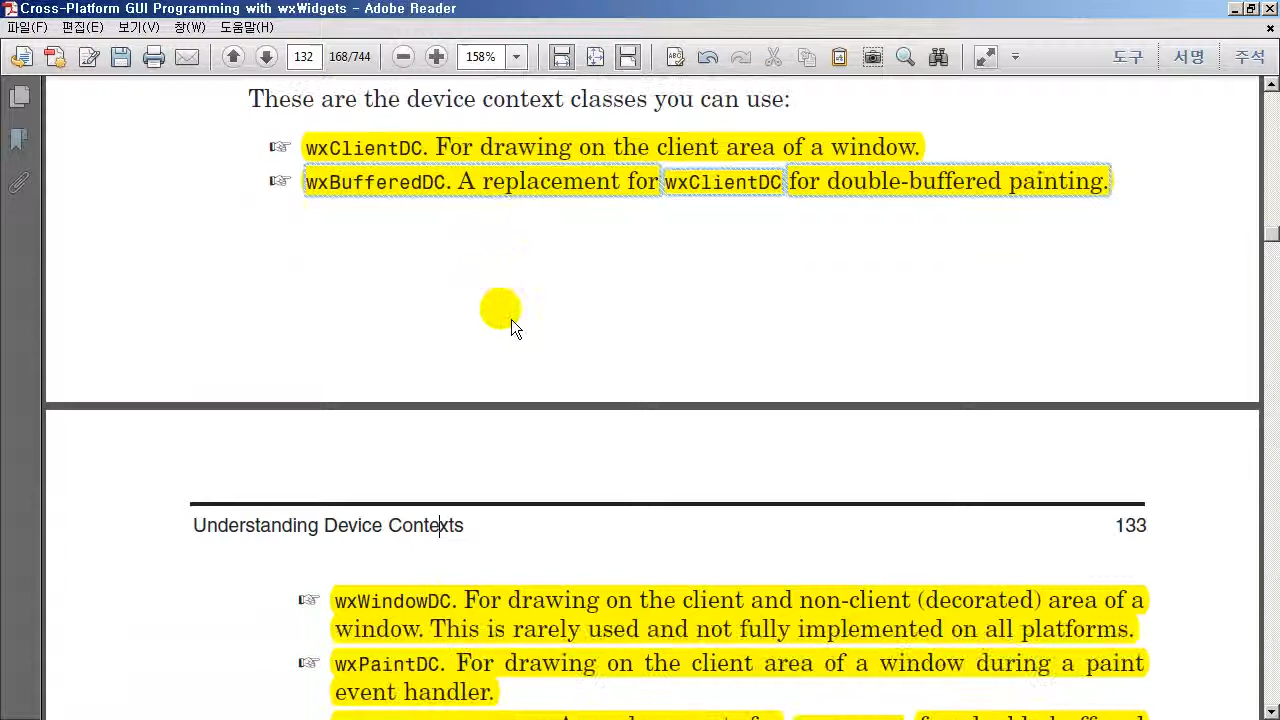 Cross-Platform GUI Programming with wxWidgets - Adobe Reader
파일(F) 편집(E) 보기(V) 창(W) 도움말(H)
132 168/744 158% 도구 서명 주석
These are the device context classes you can use:
wxClientDC. For drawing on the client area of a window.
wxBufferedDC. A replacement for wxClientDC for double-buffered painting.
Understanding Device Contexts 133
wxWindowDC. For drawing on the client and non-client (decorated) area of a
window. This is rarely used and not fully implemented on all platforms.
wxPaintDC. For drawing on the client area of a window during a paint
event handler.